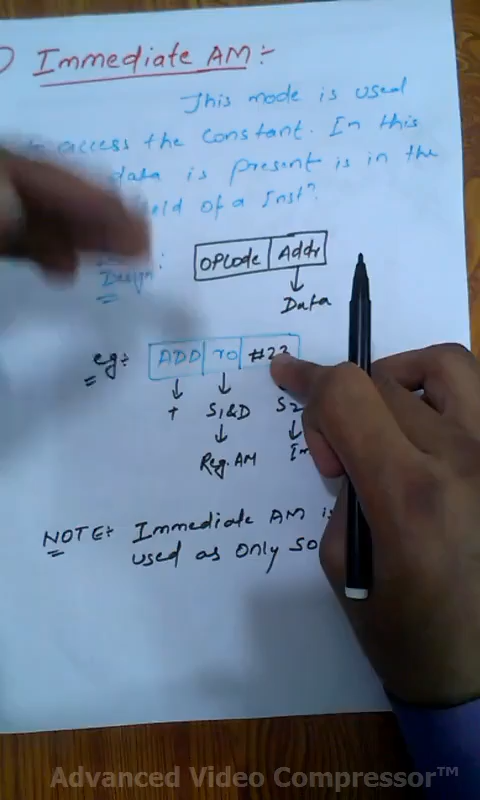 Immediate AM:-
This mode is used
access the constant. In this
data is present is in the
of a Inst?
Design:
OPCode Addr
Data
eg:- ADD r0 #23
+ S1&D S2
Reg. AM
NOTE:- Immediate AM is
used as only
Advanced Video Compressor™